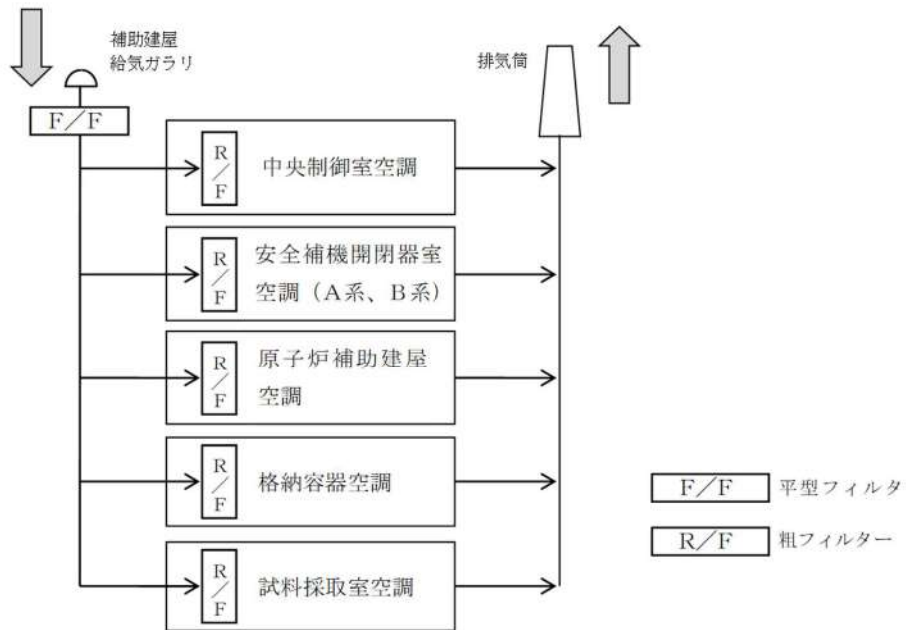 補助建屋
給気ガラリ
排気筒
F/F
R/F
中央制御室空調
R/F
安全補機開閉器室
空調(A系、B系)
R/F
原子炉補助建屋
空調
R/F
格納容器空調
R/F
試料採取室空調
F/F 平型フィルタ
R/F 粗フィルター